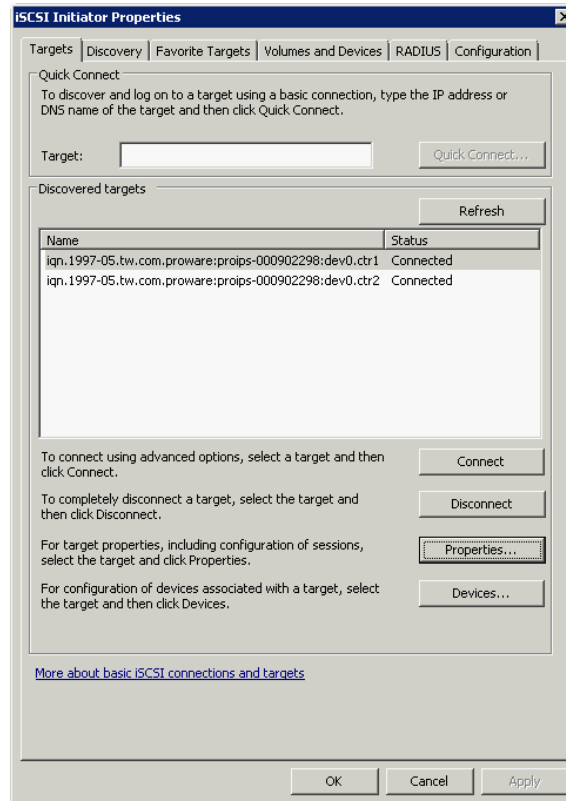 iSCSI Initiator Properties
Targets Discovery Favorite Targets Volumes and Devices RADIUS Configuration
Quick Connect
To discover and log on to a target using a basic connection, type the IP address or
DNS name of the target and then click Quick Connect.
Target: Quick Connect...
Discovered targets
Refresh
Name Status
iqn.1997-05.tw.com.proware:proips-000902298:dev0.ctr1 Connected
iqn.1997-05.tw.com.proware:proips-000902298:dev0.ctr2 Connected
To connect using advanced options, select a target and then
click Connect.
Connect
To completely disconnect a target, select the target and
then click Disconnect.
Disconnect
For target properties, including configuration of sessions,
select the target and click Properties.
Properties...
For configuration of devices associated with a target, select
the target and then click Devices.
Devices...
More about basic iSCSI connections and targets
OK Cancel Apply